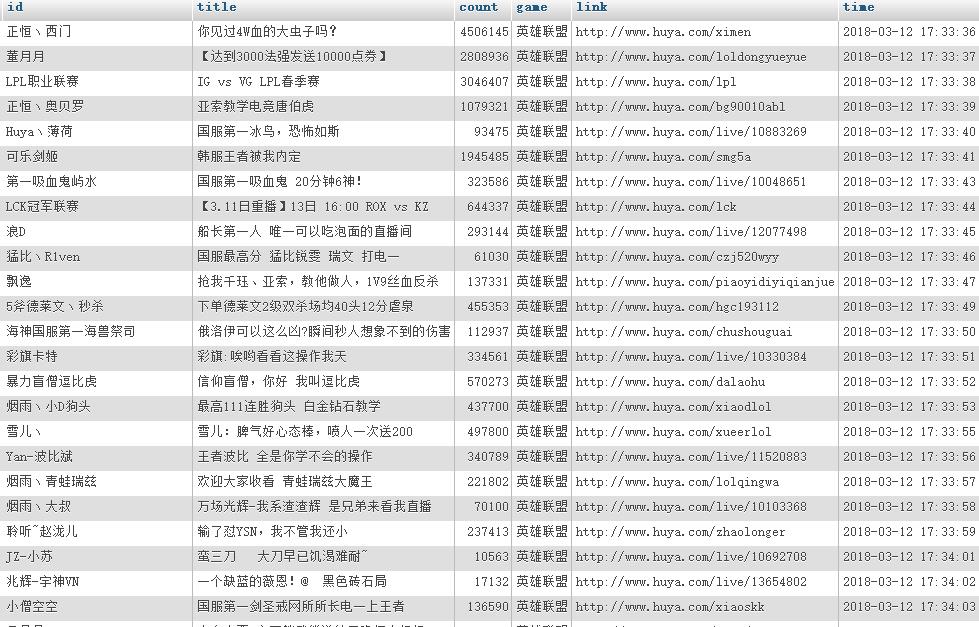 id title count game link time
正恒丶西门 你见过4W血的大虫子吗? 4506145 英雄联盟 http://www.huya.com/ximen 2018-03-12 17:33:36
董月月 【达到3000法强发送10000点券】 2808936 英雄联盟 http://www.huya.com/loldongyueyue 2018-03-12 17:33:37
LPL职业联赛 IG vs VG LPL春季赛 3046407 英雄联盟 http://www.huya.com/lpl 2018-03-12 17:33:38
正恒丶奥贝罗 亚索教学电竞唐伯虎 1079321 英雄联盟 http://www.huya.com/bg90010abl 2018-03-12 17:33:39
Huya丶薄荷 国服第一冰鸟，恐怖如斯 93475 英雄联盟 http://www.huya.com/live/10883269 2018-03-12 17:33:40
可乐剑姬 韩服王者被我内定 1945485 英雄联盟 http://www.huya.com/smg5a 2018-03-12 17:33:41
第一吸血鬼屿水 国服第一吸血鬼 20分钟6神! 323586 英雄联盟 http://www.huya.com/live/10048651 2018-03-12 17:33:43
LCK冠军联赛 【3.11日重播】13日 16:00 ROX vs KZ 644337 英雄联盟 http://www.huya.com/lck 2018-03-12 17:33:44
浪D 船长第一人 唯一可以吃泡面的直播间 293144 英雄联盟 http://www.huya.com/live/12077498 2018-03-12 17:33:45
猛比丶R1ven 国服最高分 猛比锐雯 瑞文 打电一 61030 英雄联盟 http://www.huya.com/czj520wyy 2018-03-12 17:33:46
飘逸 抢我千珏、亚索，教他做人，1V9丝血反杀 137331 英雄联盟 http://www.huya.com/piaoyidiyiqianjue 2018-03-12 17:33:47
5斧德莱文丶秒杀 下单德莱文2级双杀场均40头12分虐泉 455353 英雄联盟 http://www.huya.com/hgc193112 2018-03-12 17:33:49
海神国服第一海兽祭司 俄洛伊可以这么凶?瞬间秒人想象不到的伤害 112937 英雄联盟 http://www.huya.com/chushouguai 2018-03-12 17:33:50
彩旗卡特 彩旗:唉哟看看这操作我天 334561 英雄联盟 http://www.huya.com/live/10330384 2018-03-12 17:33:51
暴力盲僧逗比虎 信仰盲僧，你好 我叫逗比虎 570273 英雄联盟 http://www.huya.com/dalaohu 2018-03-12 17:33:52
烟雨丶小D狗头 最高111连胜狗头 白金钻石教学 437700 英雄联盟 http://www.huya.com/xiaodlol 2018-03-12 17:33:53
雪儿丶 雪儿：脾气好心态棒，喷人一次送200 497800 英雄联盟 http://www.huya.com/xueerlol 2018-03-12 17:33:55
Yan-波比斌 王者波比 全是你学不会的操作 340789 英雄联盟 http://www.huya.com/live/11520883 2018-03-12 17:33:56
烟雨丶青蛙瑞兹 欢迎大家收看 青蛙瑞兹大魔王 221802 英雄联盟 http://www.huya.com/lolqingwa 2018-03-12 17:33:57
烟雨丶大叔 万场光辉-我系渣渣辉 是兄弟来看我直播 70100 英雄联盟 http://www.huya.com/live/10103368 2018-03-12 17:33:58
聆听~赵泷儿 输了怼YSN，我不管我还小 237413 英雄联盟 http://www.huya.com/zhaolonger 2018-03-12 17:33:59
JZ-小苏 蛮三刀 大刀早已饥渴难耐~ 10563 英雄联盟 http://www.huya.com/live/10692708 2018-03-12 17:34:01
兆辉-宇神VN 一个缺蓝的薇恩!@ 黑色砖石局 17132 英雄联盟 http://www.huya.com/live/13654802 2018-03-12 17:34:02
小僧空空 国服第一剑圣戒网所所长电一上王者 136590 英雄联盟 http://www.huya.com/xiaoskk 2018-03-12 17:34:03